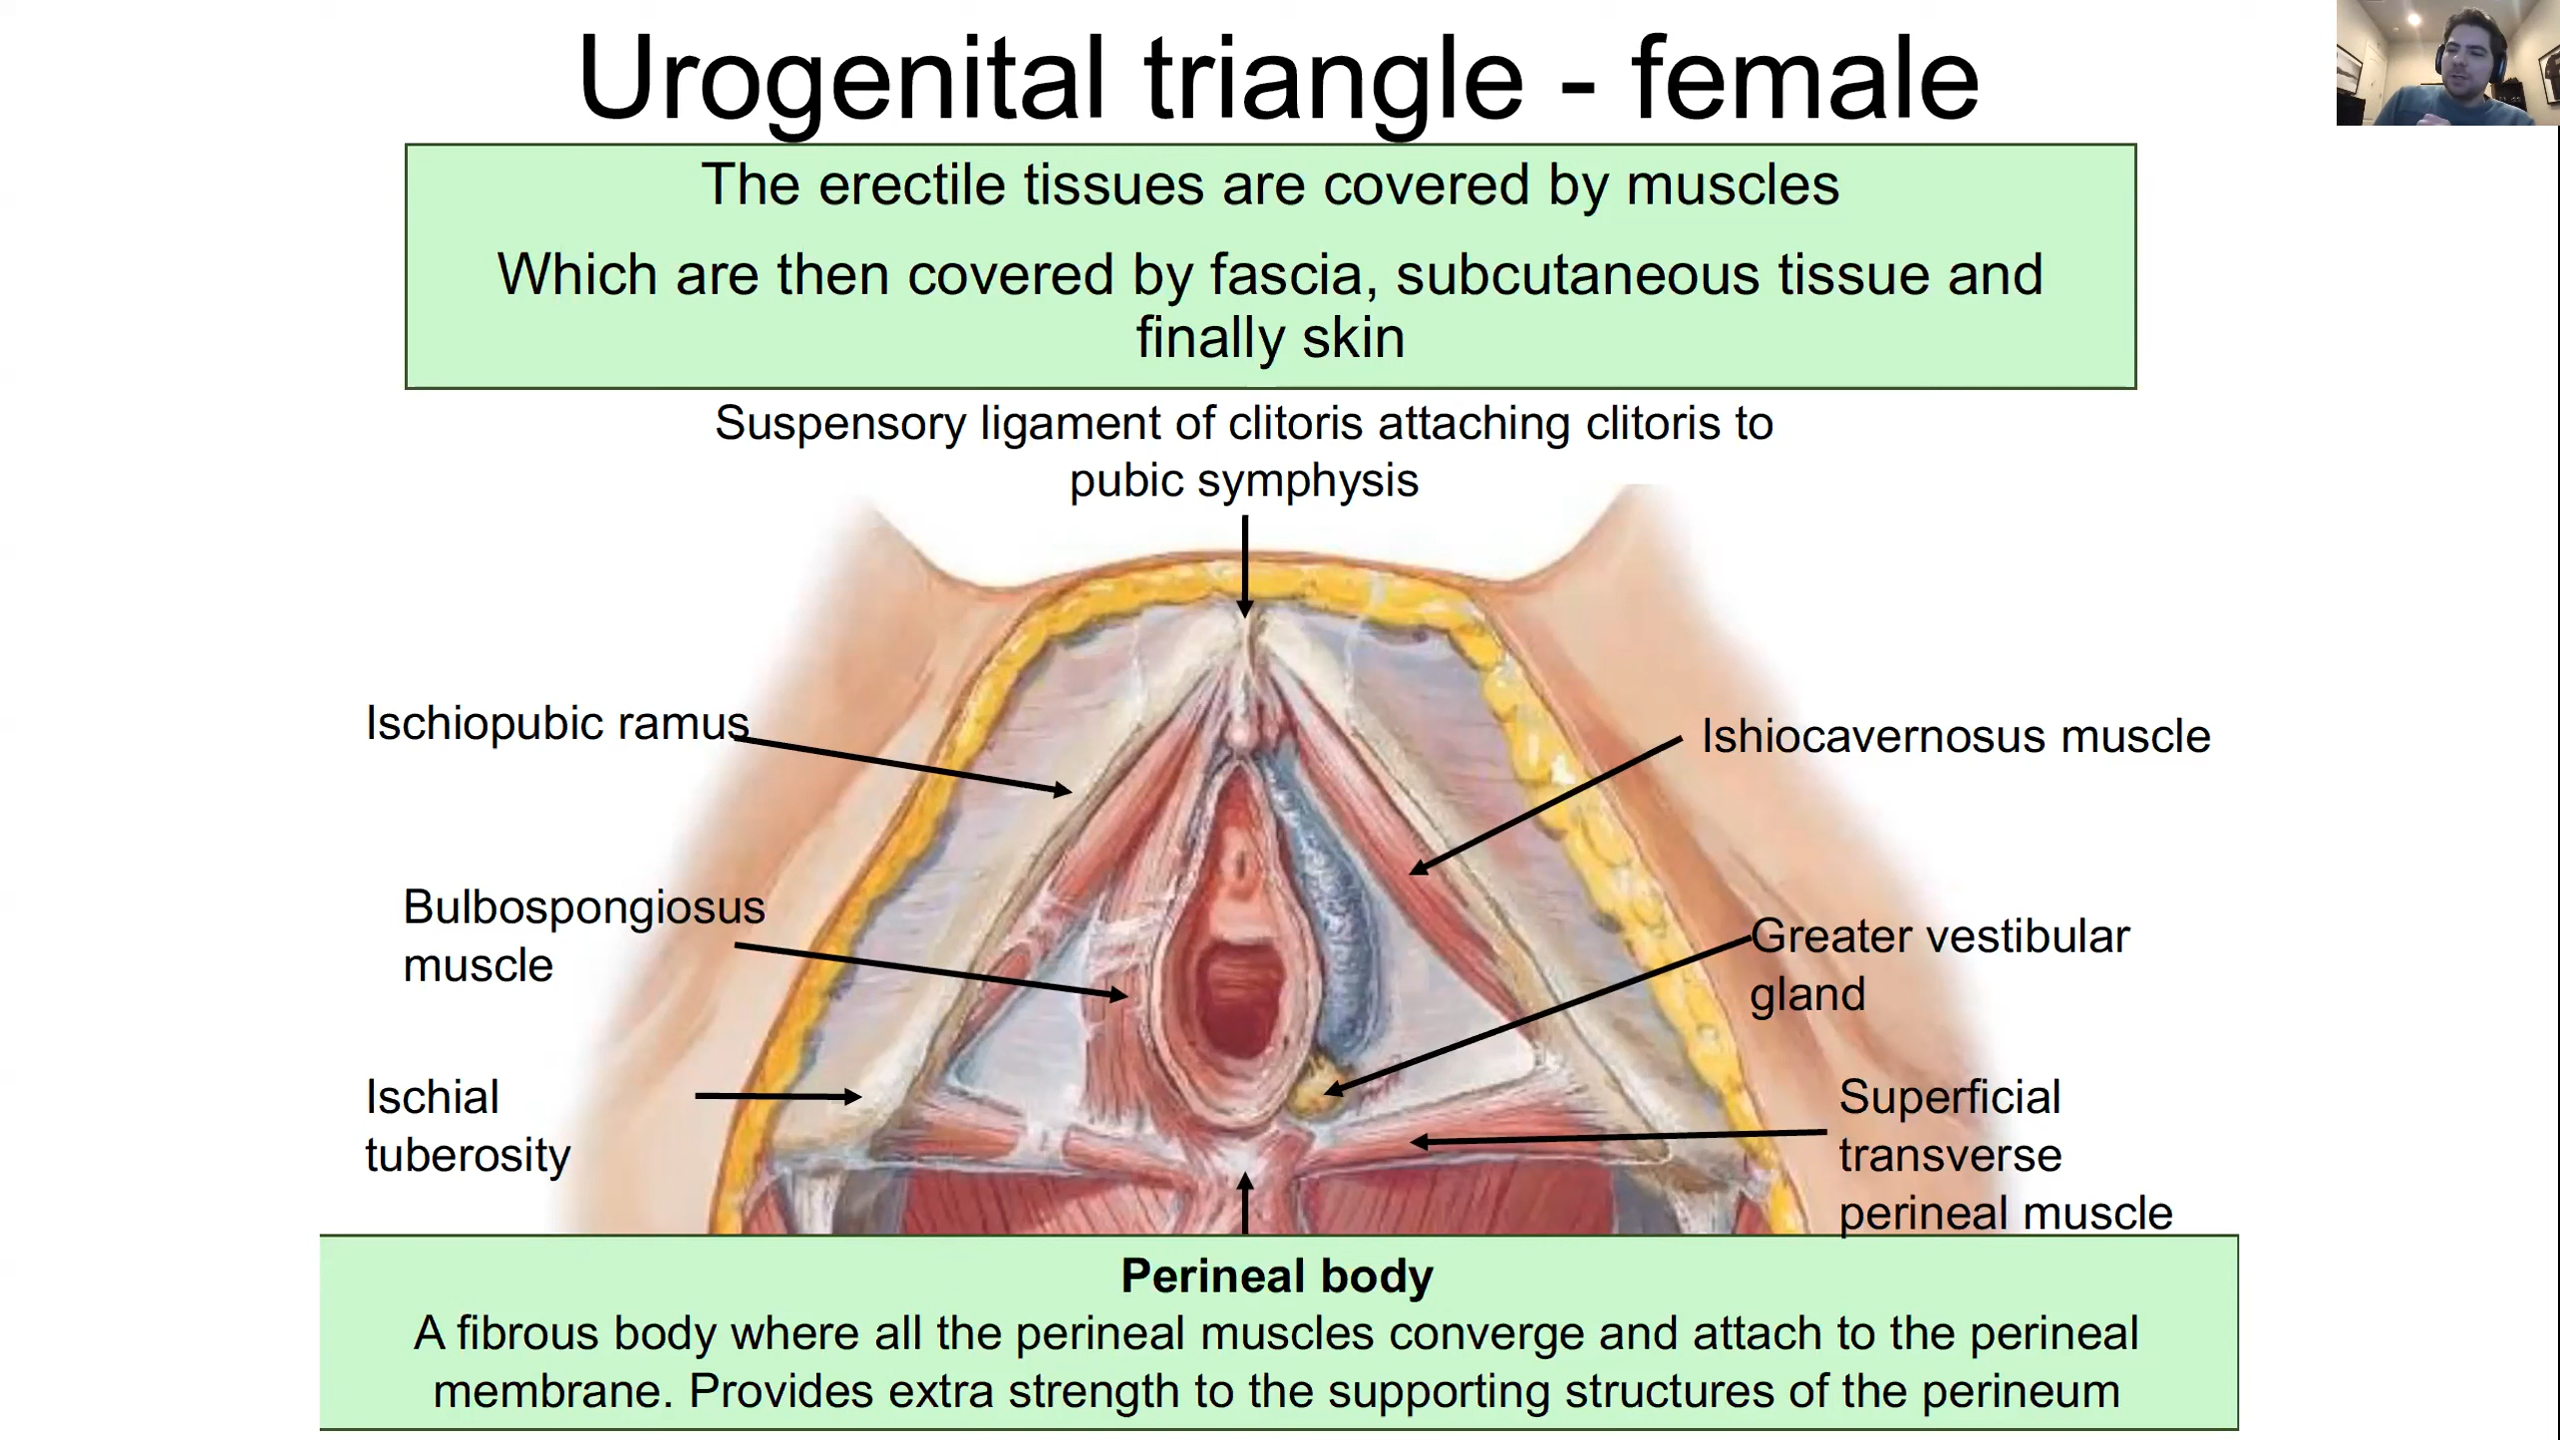 Urogenital triangle - female
The erectile tissues are covered by muscles
Which are then covered by fascia, subcutaneous tissue and
finally skin
Suspensory ligament of clitoris attaching clitoris to
pubic symphysis
Ischiopubic ramus
Ishiocavernosus muscle
Bulbospongiosus
muscle
Greater vestibular
gland
Ischial
tuberosity
Superficial
transverse
perineal muscle
Perineal body
A fibrous body where all the perineal muscles converge and attach to the perineal
membrane. Provides extra strength to the supporting structures of the perineum